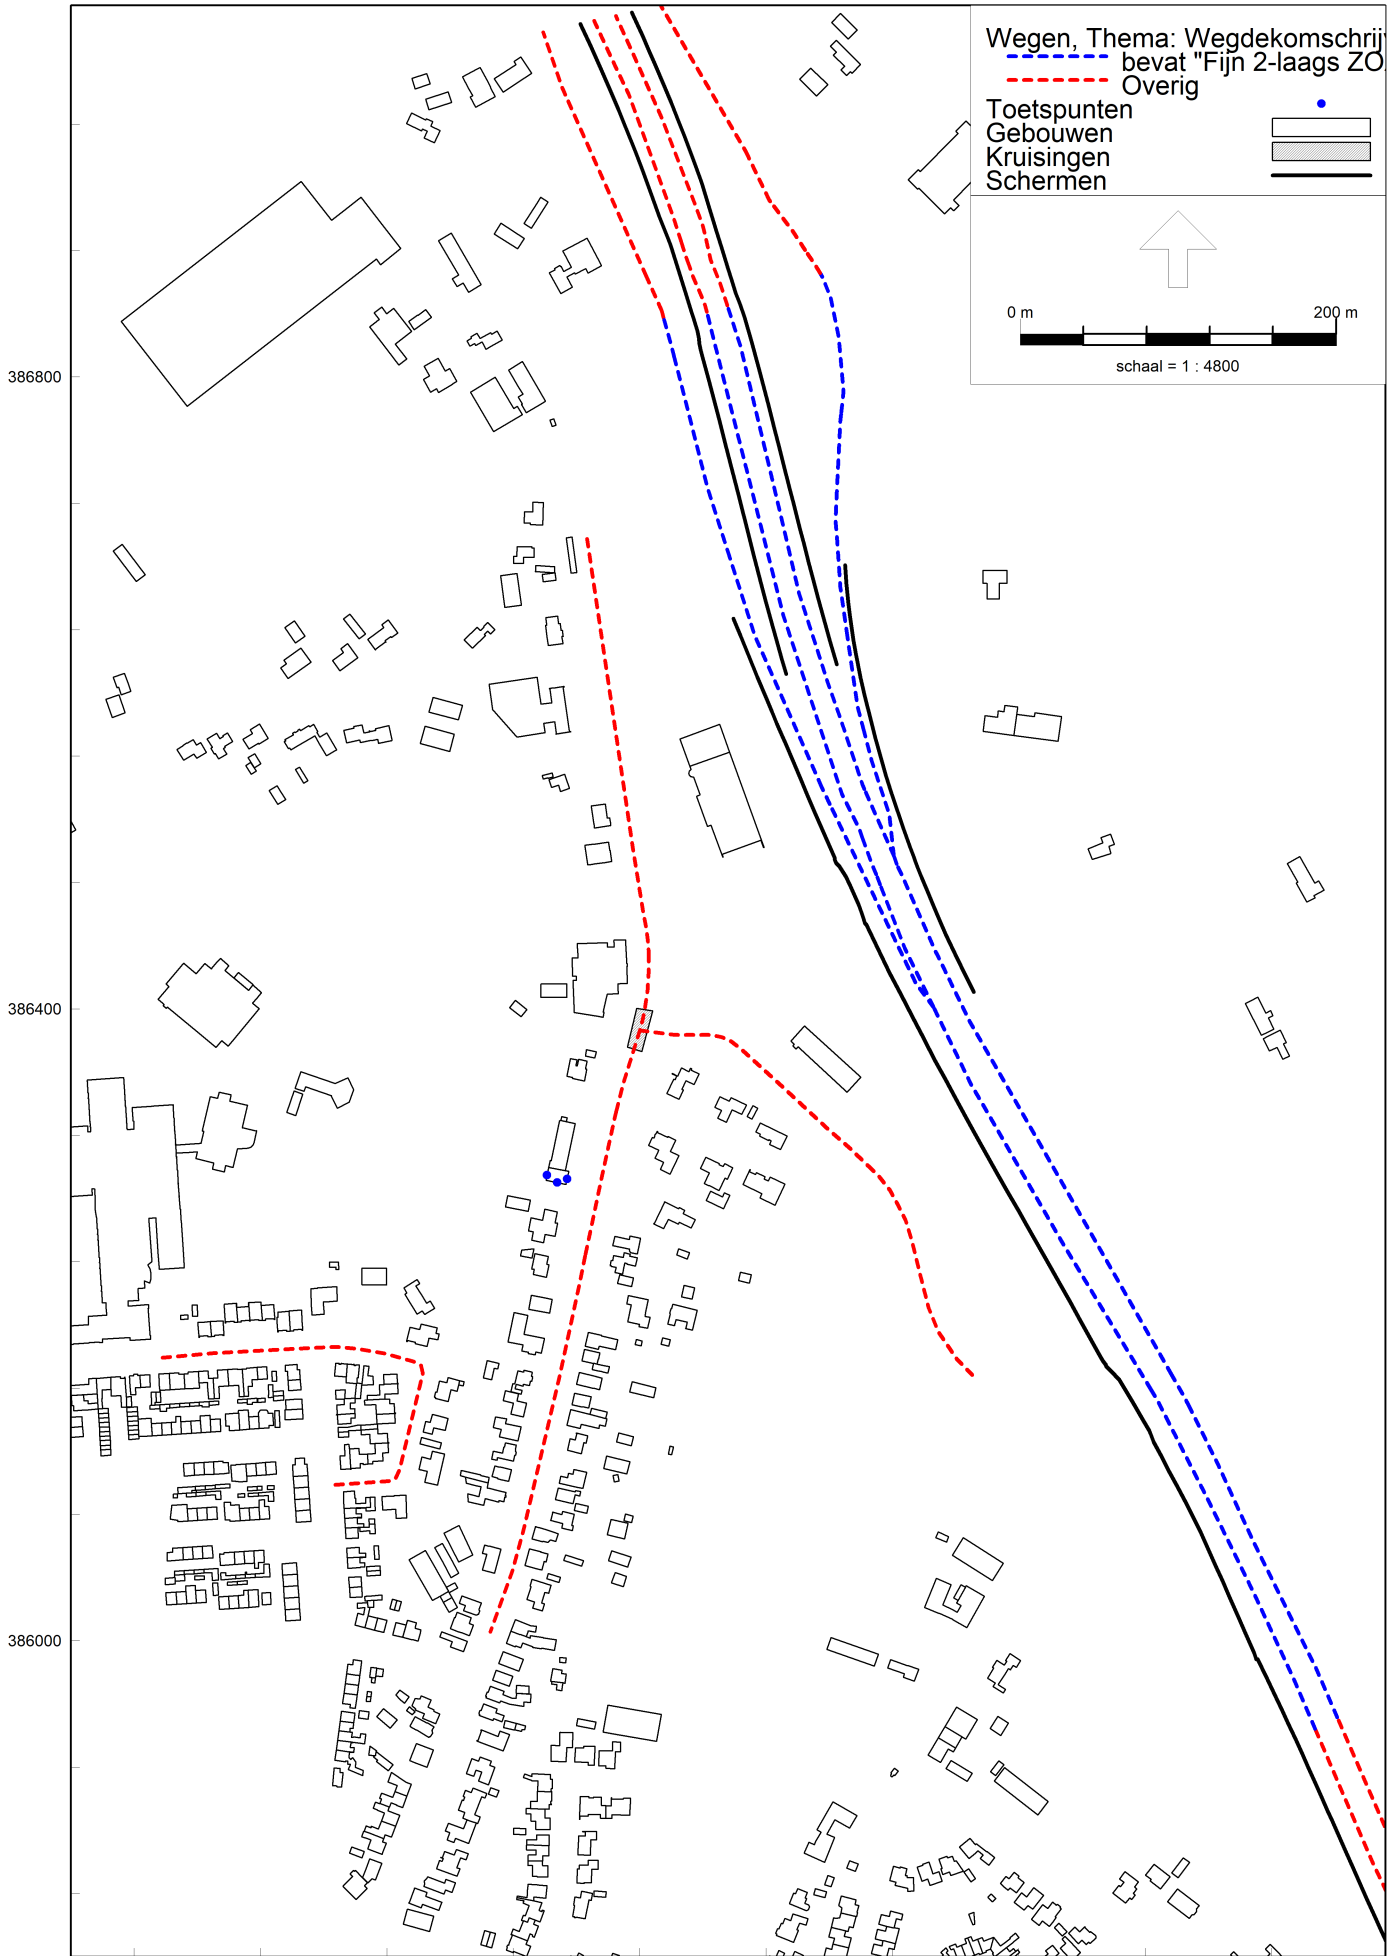 Wegen, Thema: Wegdekomschrij
bevat "Fijn 2-laags ZO
Overig
Toetspunten
Gebouwen
Kruisingen
Schermen
0 m 200 m
schaal = 1 : 4800
386800
386400
386000